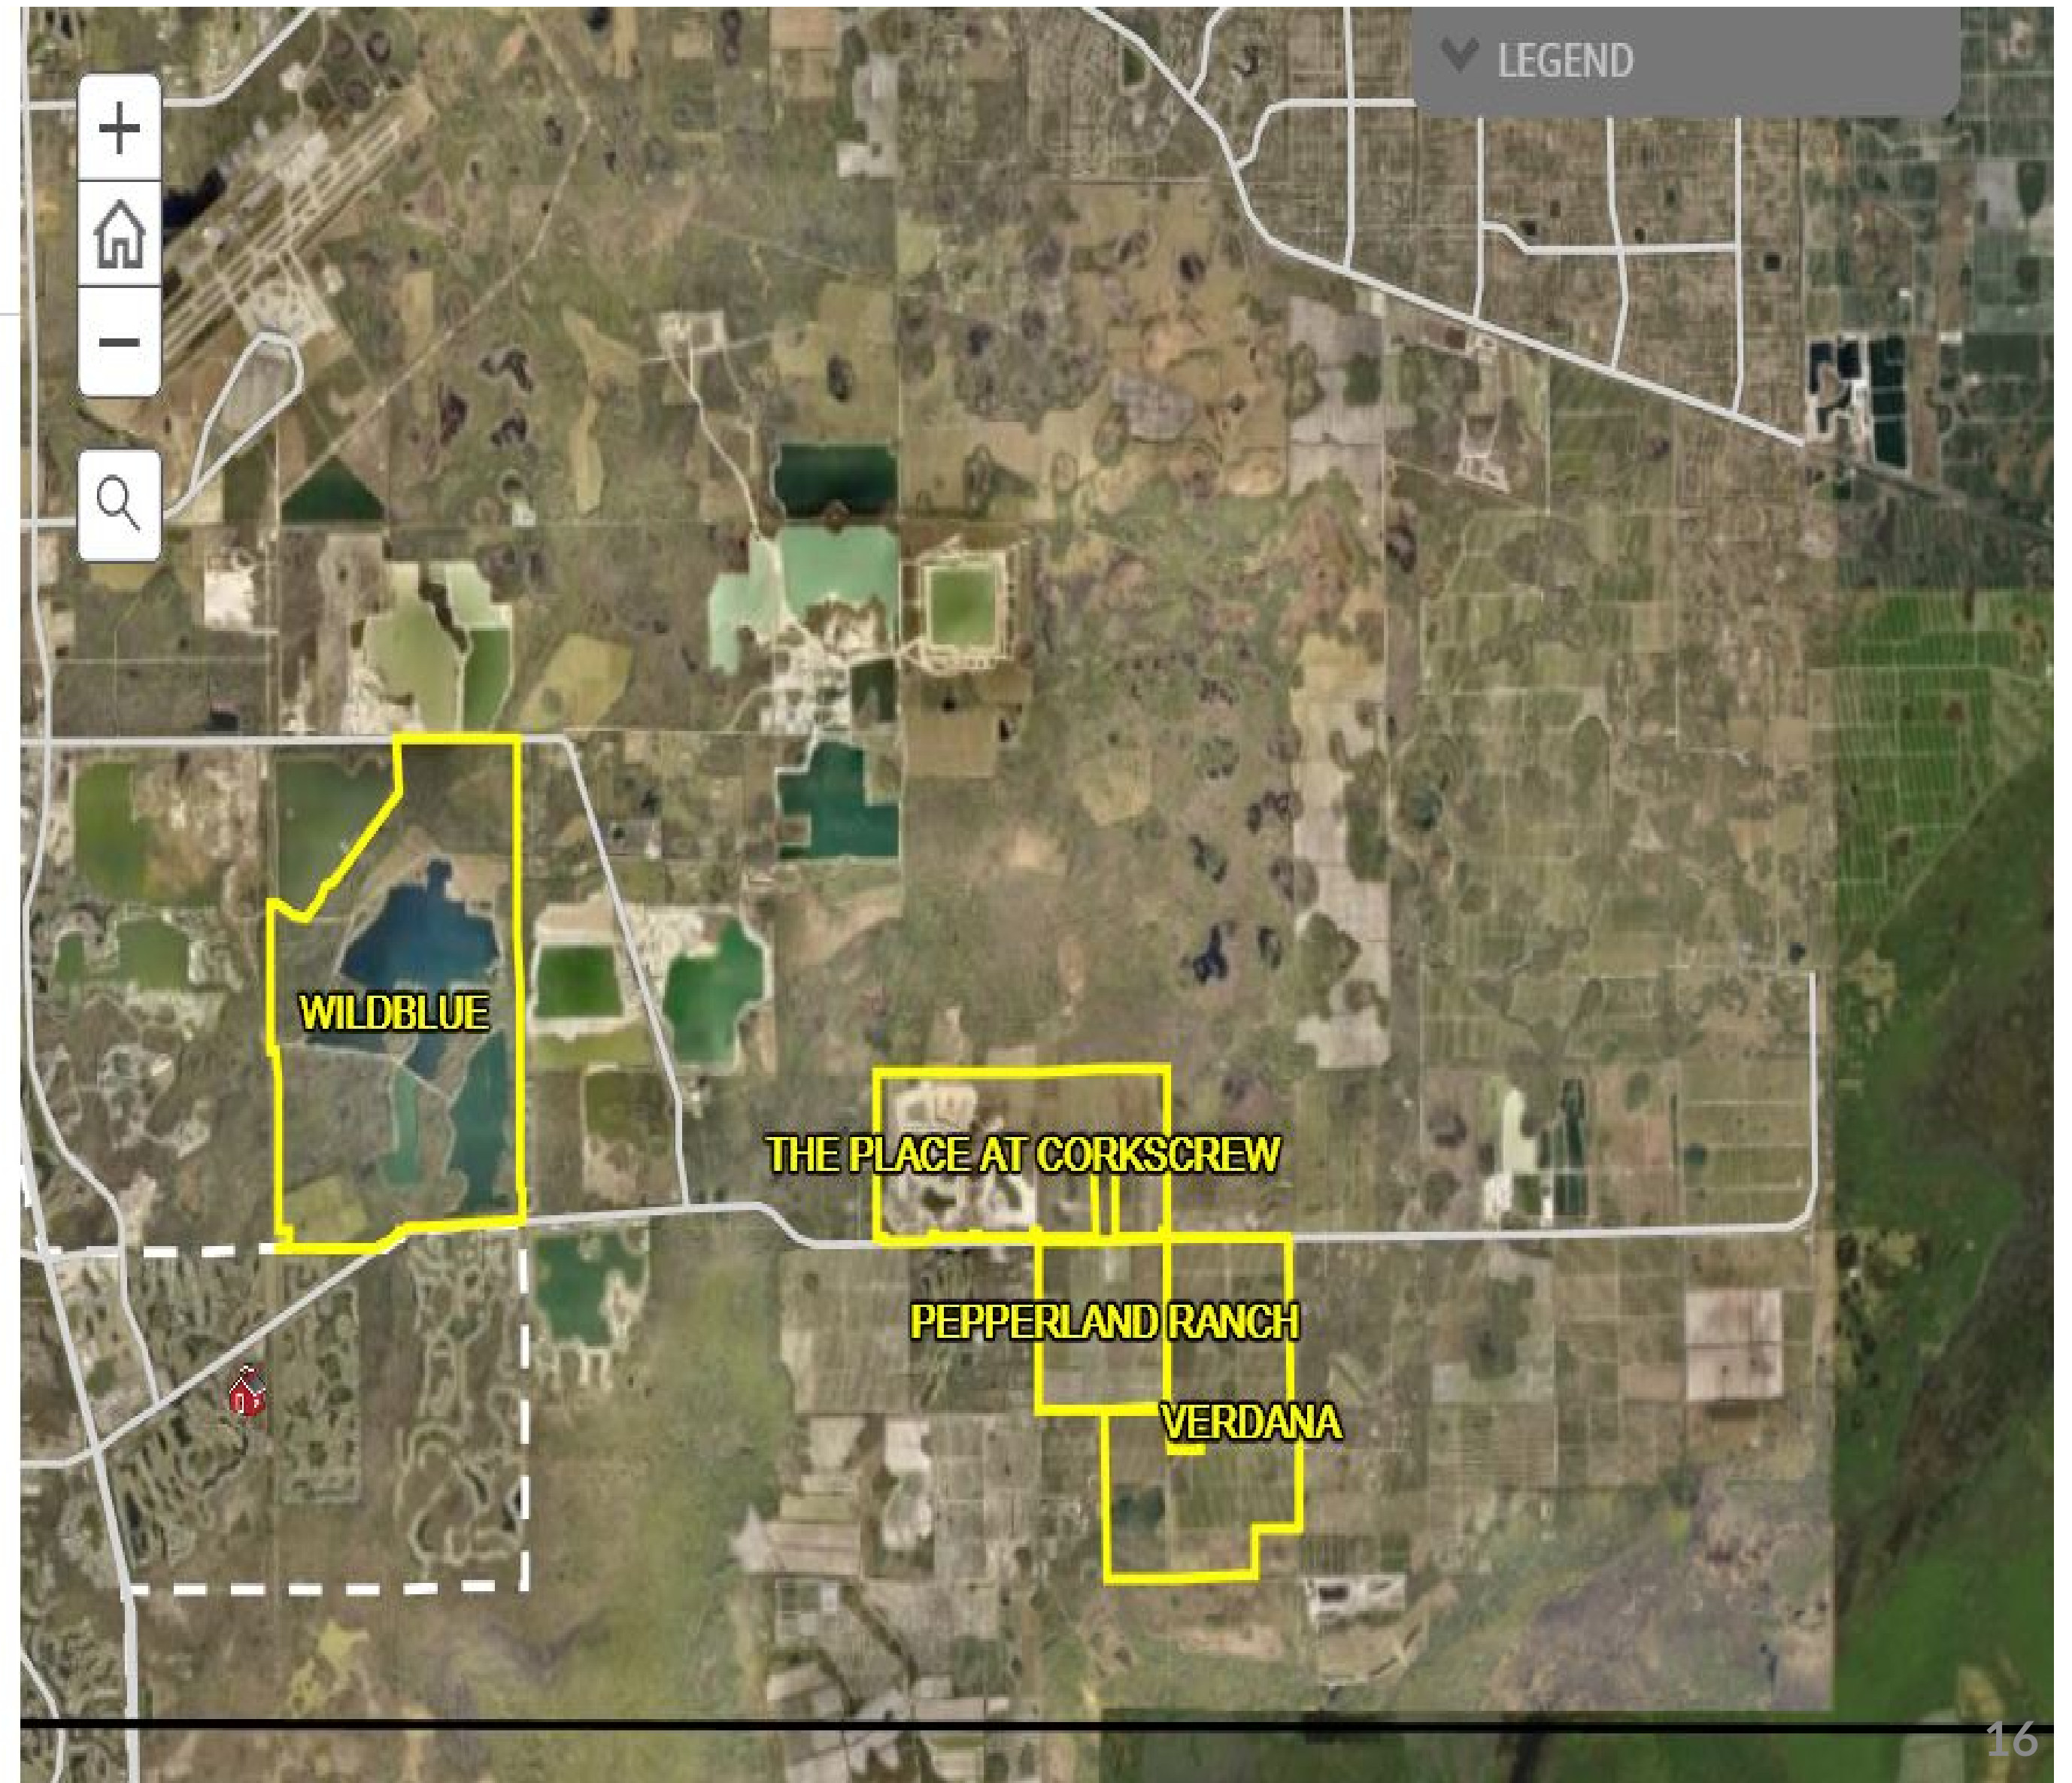 LEGEND
WILDBLUE
THE PLACE AT CORKSCREW
PEPPERLAND RANCH
VERDANA
16